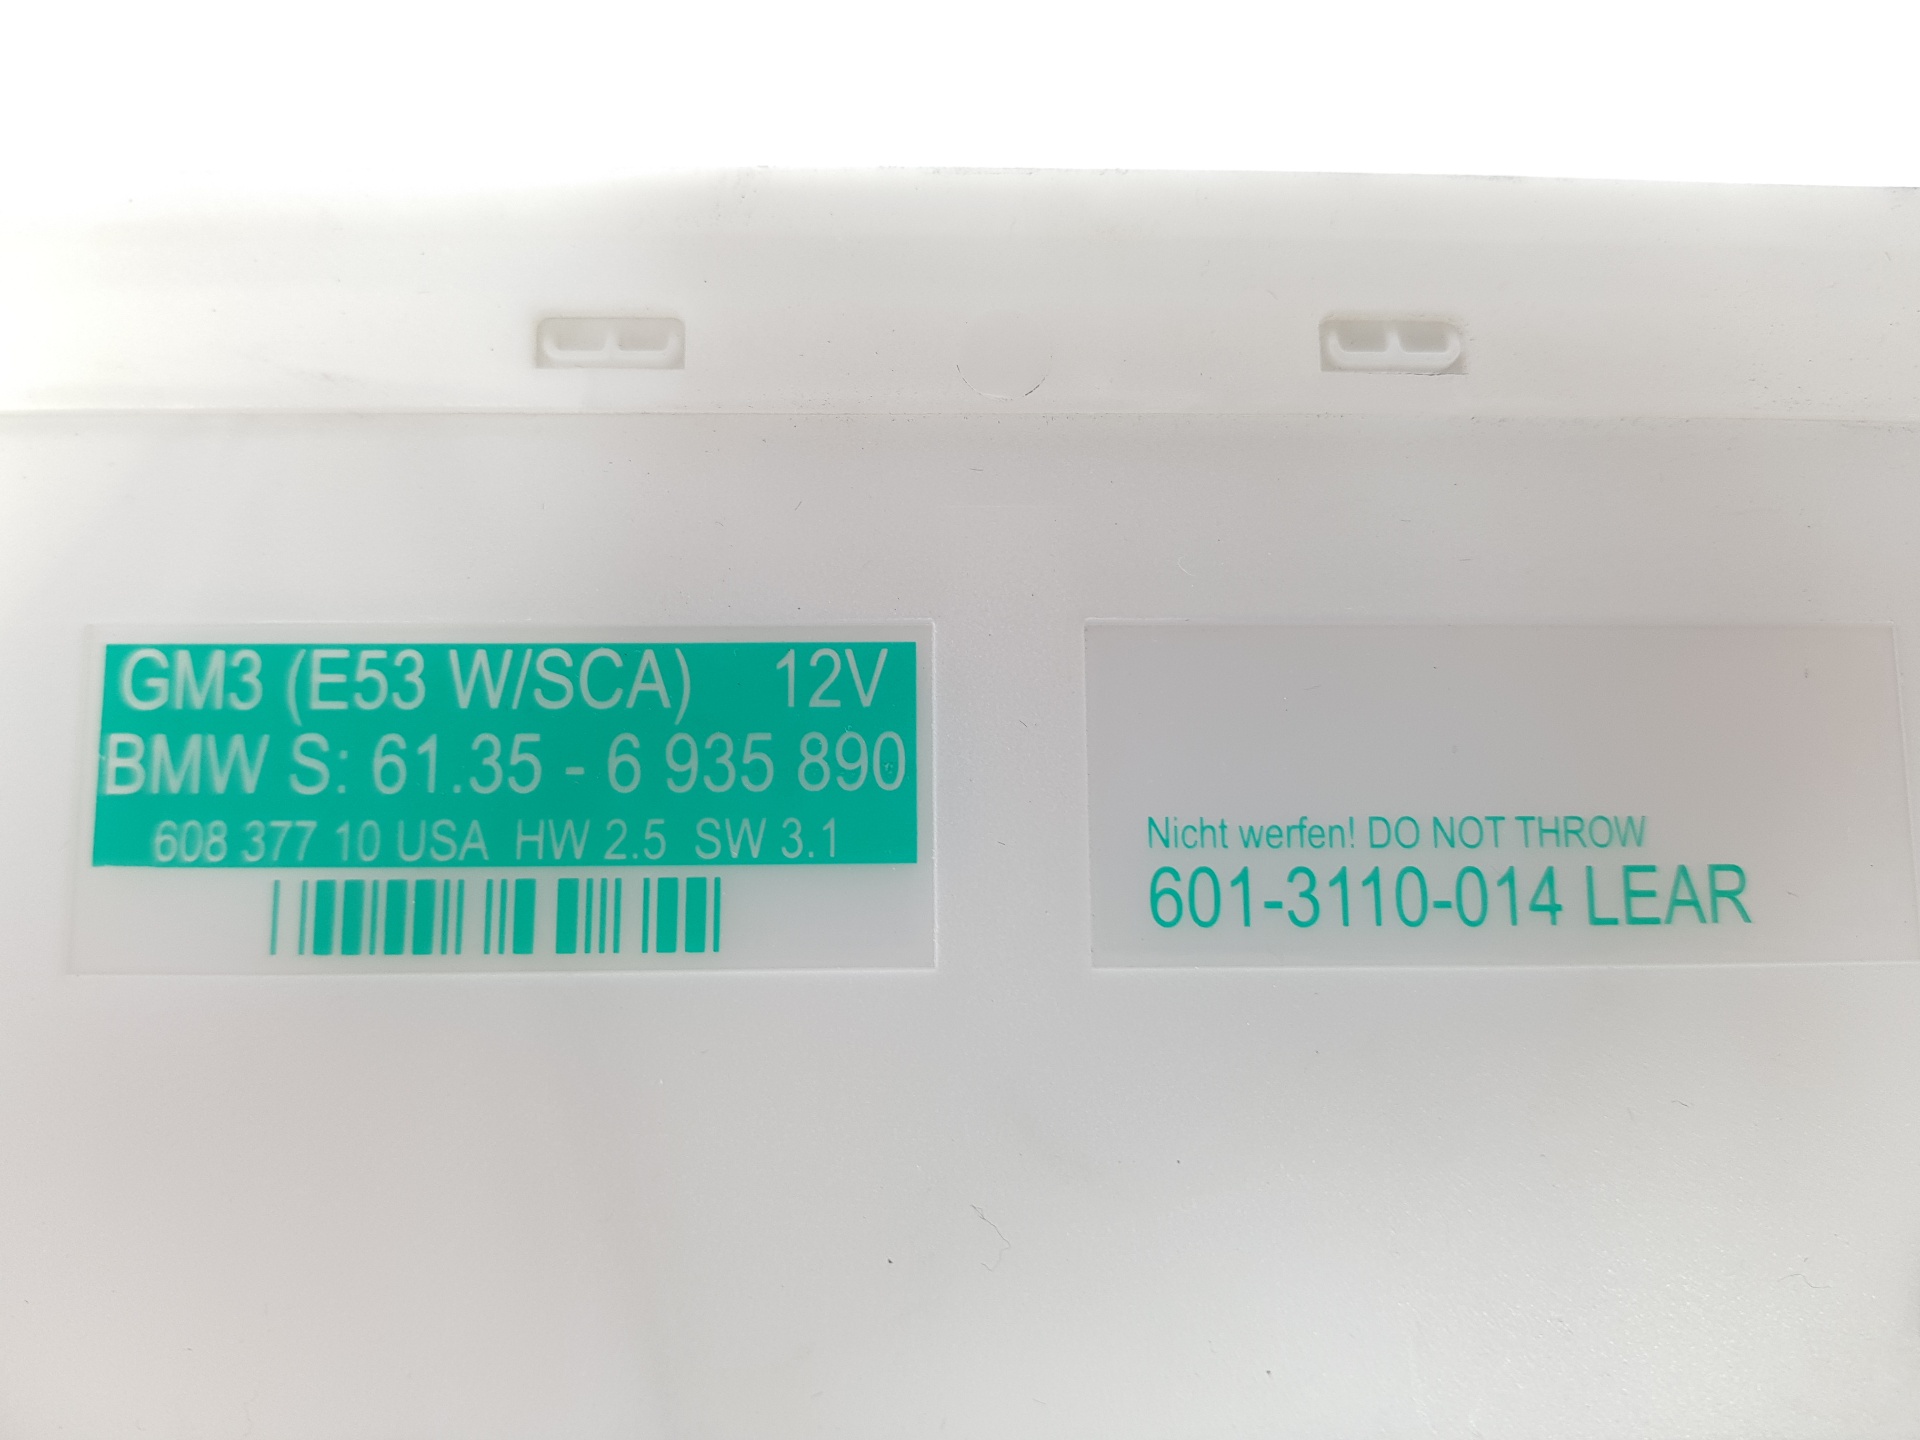 GM3 (E53 W/SCA) 12V
BMW S: 61.35 - 6 935 890
608 377 10 USA HW 2.5 SW 3.1
Nicht werfen! DO NOT THROW
601-3110-014 LEAR